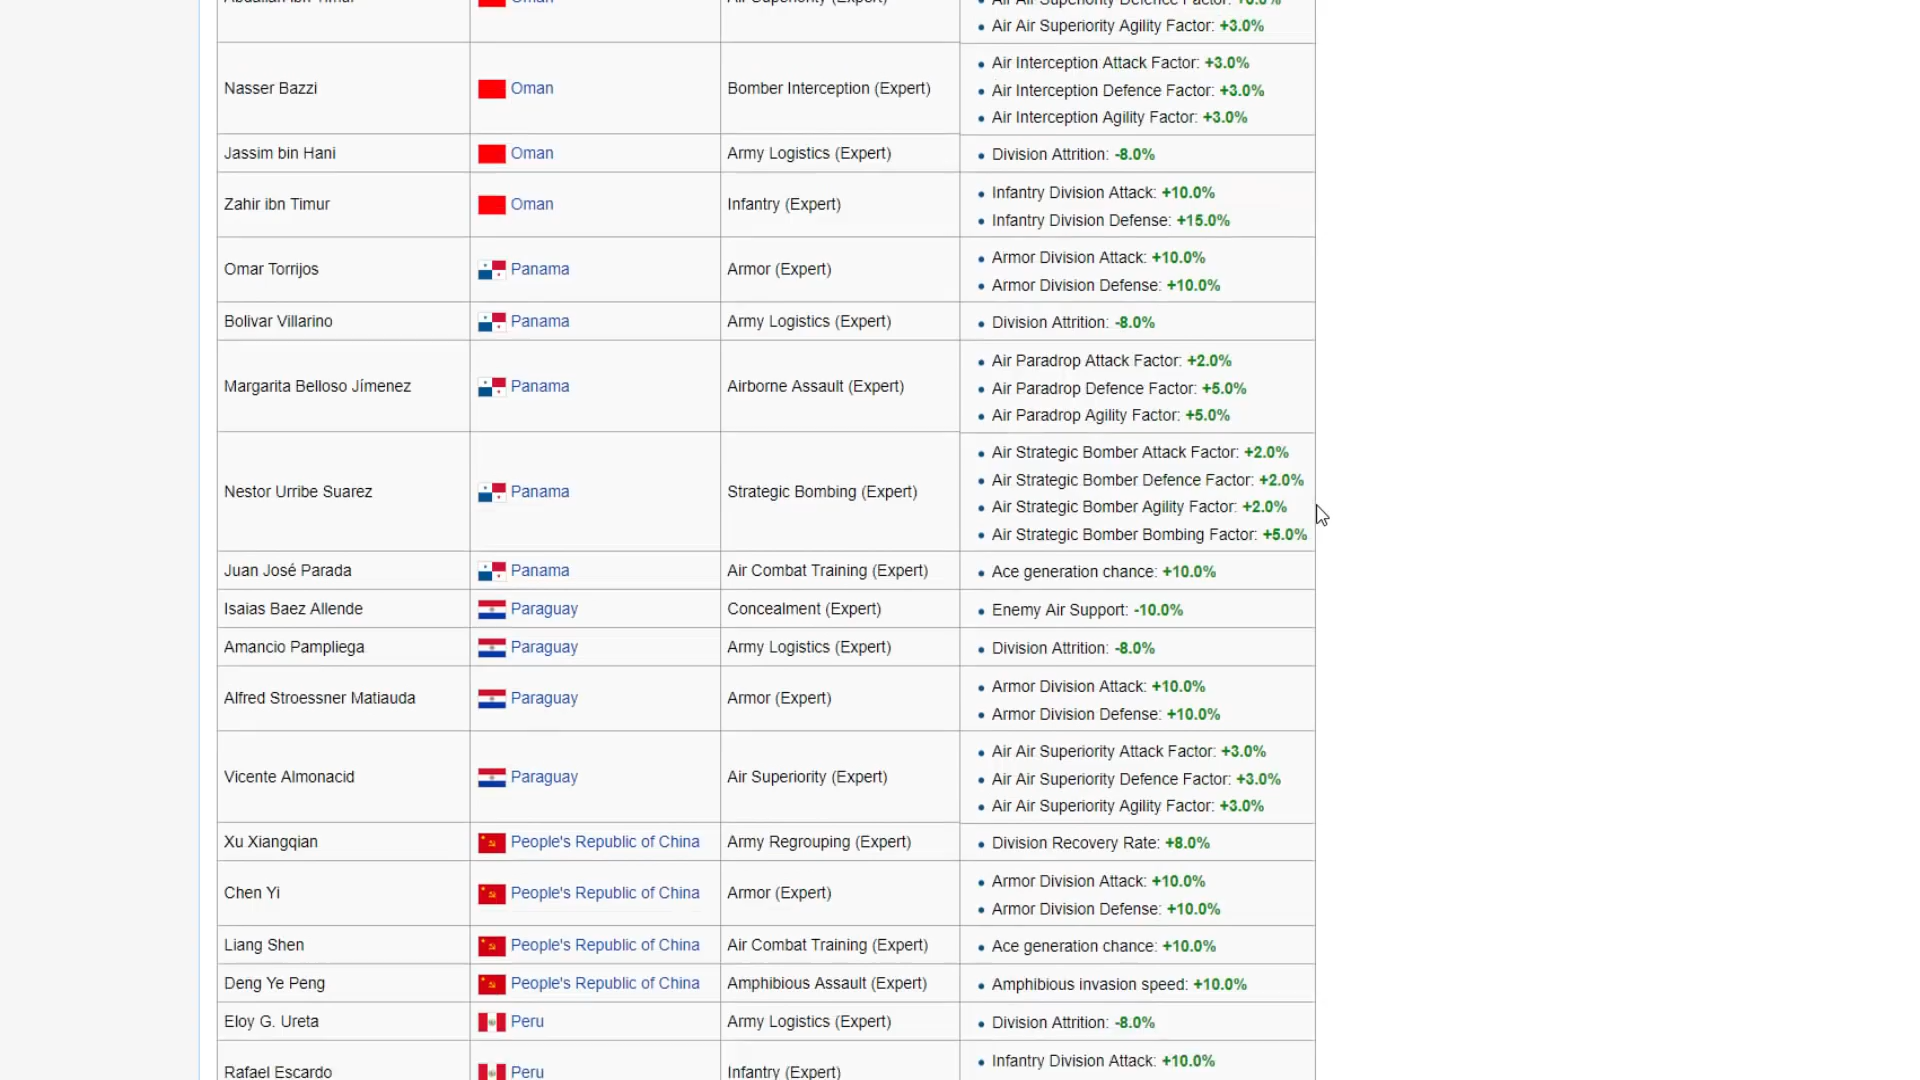 Abdullah ibn Timur Oman Air Superiority (Expert) Air Air Superiority Defence Factor: +3.0%
Air Air Superiority Agility Factor: +3.0%
Air Interception Attack Factor: +3.0%
Nasser Bazzi Oman Bomber Interception (Expert) Air Interception Defence Factor: +3.0%
Air Interception Agility Factor: +3.0%
Jassim bin Hani Oman Army Logistics (Expert) Division Attrition: -8.0%
Infantry Division Attack: +10.0%
Zahir ibn Timur Oman Infantry (Expert)
Infantry Division Defense: +15.0%
Armor Division Attack: +10.0%
Omar Torrijos Panama Armor (Expert)
Armor Division Defense: +10.0%
Bolivar Villarino Panama Army Logistics (Expert) Division Attrition: -8.0%
Air Paradrop Attack Factor: +2.0%
Margarita Belloso Jímenez Panama Airborne Assault (Expert) Air Paradrop Defence Factor: +5.0%
Air Paradrop Agility Factor: +5.0%
Air Strategic Bomber Attack Factor: +2.0%
Air Strategic Bomber Defence Factor: +2.0%
Nestor Urribe Suarez Panama Strategic Bombing (Expert)
Air Strategic Bomber Agility Factor: +2.0%
Air Strategic Bomber Bombing Factor: +5.0%
Juan José Parada Panama Air Combat Training (Expert) Ace generation chance: +10.0%
Isaias Baez Allende Paraguay Concealment (Expert) Enemy Air Support: -10.0%
Amancio Pampliega Paraguay Army Logistics (Expert) Division Attrition: -8.0%
Armor Division Attack: +10.0%
Alfred Stroessner Matiauda Paraguay Armor (Expert)
Armor Division Defense: +10.0%
Air Air Superiority Attack Factor: +3.0%
Vicente Almonacid Paraguay Air Superiority (Expert) Air Air Superiority Defence Factor: +3.0%
Air Air Superiority Agility Factor: +3.0%
Xu Xiangqian People's Republic of China Army Regrouping (Expert) Division Recovery Rate: +8.0%
Armor Division Attack: +10.0%
Chen Yi People's Republic of China Armor (Expert)
Armor Division Defense: +10.0%
Liang Shen People's Republic of China Air Combat Training (Expert) Ace generation chance: +10.0%
Deng Ye Peng People's Republic of China Amphibious Assault (Expert) Amphibious invasion speed: +10.0%
Eloy G. Ureta Peru Army Logistics (Expert) Division Attrition: -8.0%
Infantry Division Attack: +10.0%
Rafael Escardo Peru Infantry (Expert)